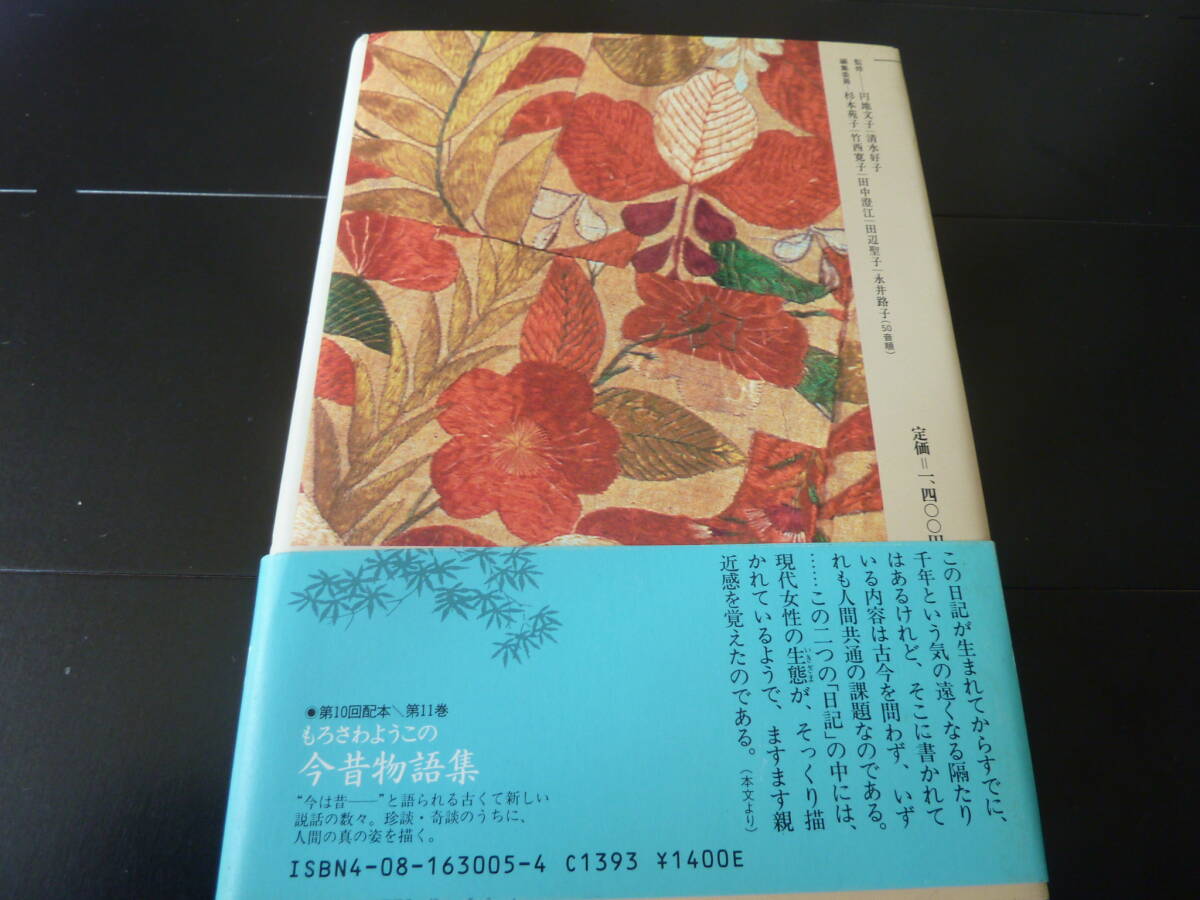 監修──円地文子｜清水好子
編集委員 杉本苑子｜竹西寛子｜田中澄江｜田辺聖子｜永井路子(50音順)
定価＝一、四〇〇円
この日記が生まれてからすでに、
千年という気の遠くなる隔たり
はあるけれど、そこに書かれて
いる内容は古今を問わず、いず
れも人間共通の課題なのである。
……この二つの「日記」の中には、
現代女性の生態が、そっくり描
かれているようで、ますます親
近感を覚えたのである。(本文より)
●第10回配本＼第11巻
もろさわようこの
今昔物語集
“今は昔──”と語られる古くて新しい
説話の数々。珍談・奇談のうちに、
人間の真の姿を描く。
ISBN4-08-163005-4 C1393 ¥1400E